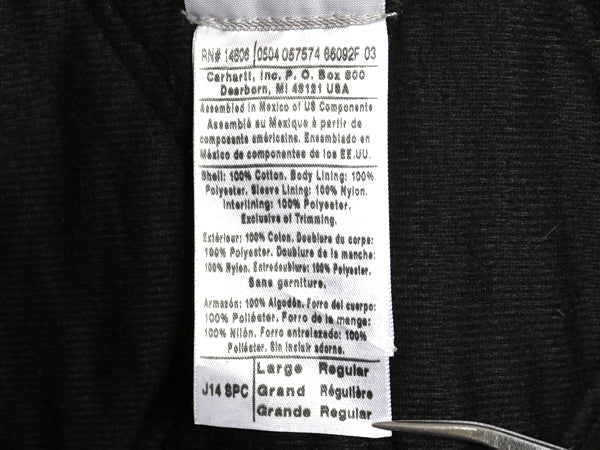 RN# 14806 0504 057574 66092F 03
Carhartt, Inc. P. O. Box 600
Dearborn, MI 48121 USA
Assembled in Mexico of US Components
Assemblé au Mexique à partir de
composants américains. Ensamblado en
México de componentes de los EE.UU.
Shell: 100% Cotton. Body Lining: 100%
Polyester. Sleeve Lining: 100% Nylon.
Interlining: 100% Polyester.
Exclusive of Trimming.
Extérieur: 100% Coton. Doublure du corps:
100% Polyester. Doublure de la manche:
100% Nylon. Entredoublure: 100% Polyester.
Sans garniture.
Armazón: 100% Algodón. Forro del cuerpo:
100% Poliéster. Forro de la manga:
100% Nilón. Forro entrelazado: 100%
Poliéster. Sin incluir adorno.
J14 SPC
Large Regular
Grand Régulière
Grande Regular